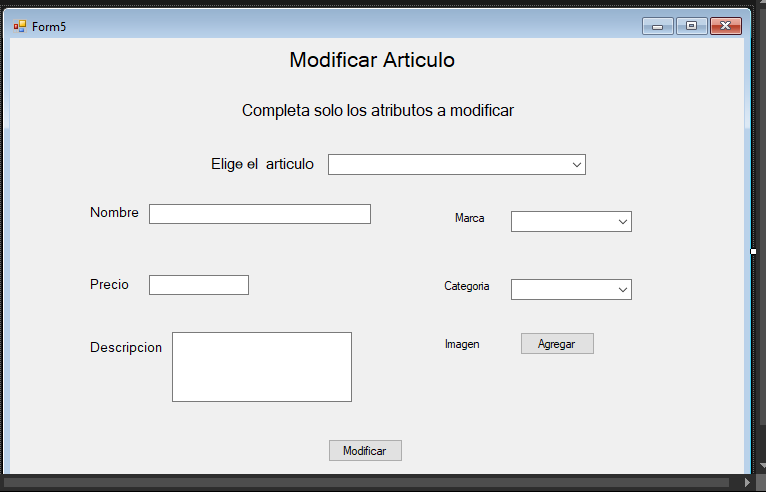 Form5
Modificar Articulo
Completa solo los atributos a modificar
Elige el articulo
Nombre
Marca
Precio
Categoria
Descripcion
Imagen
Agregar
Modificar